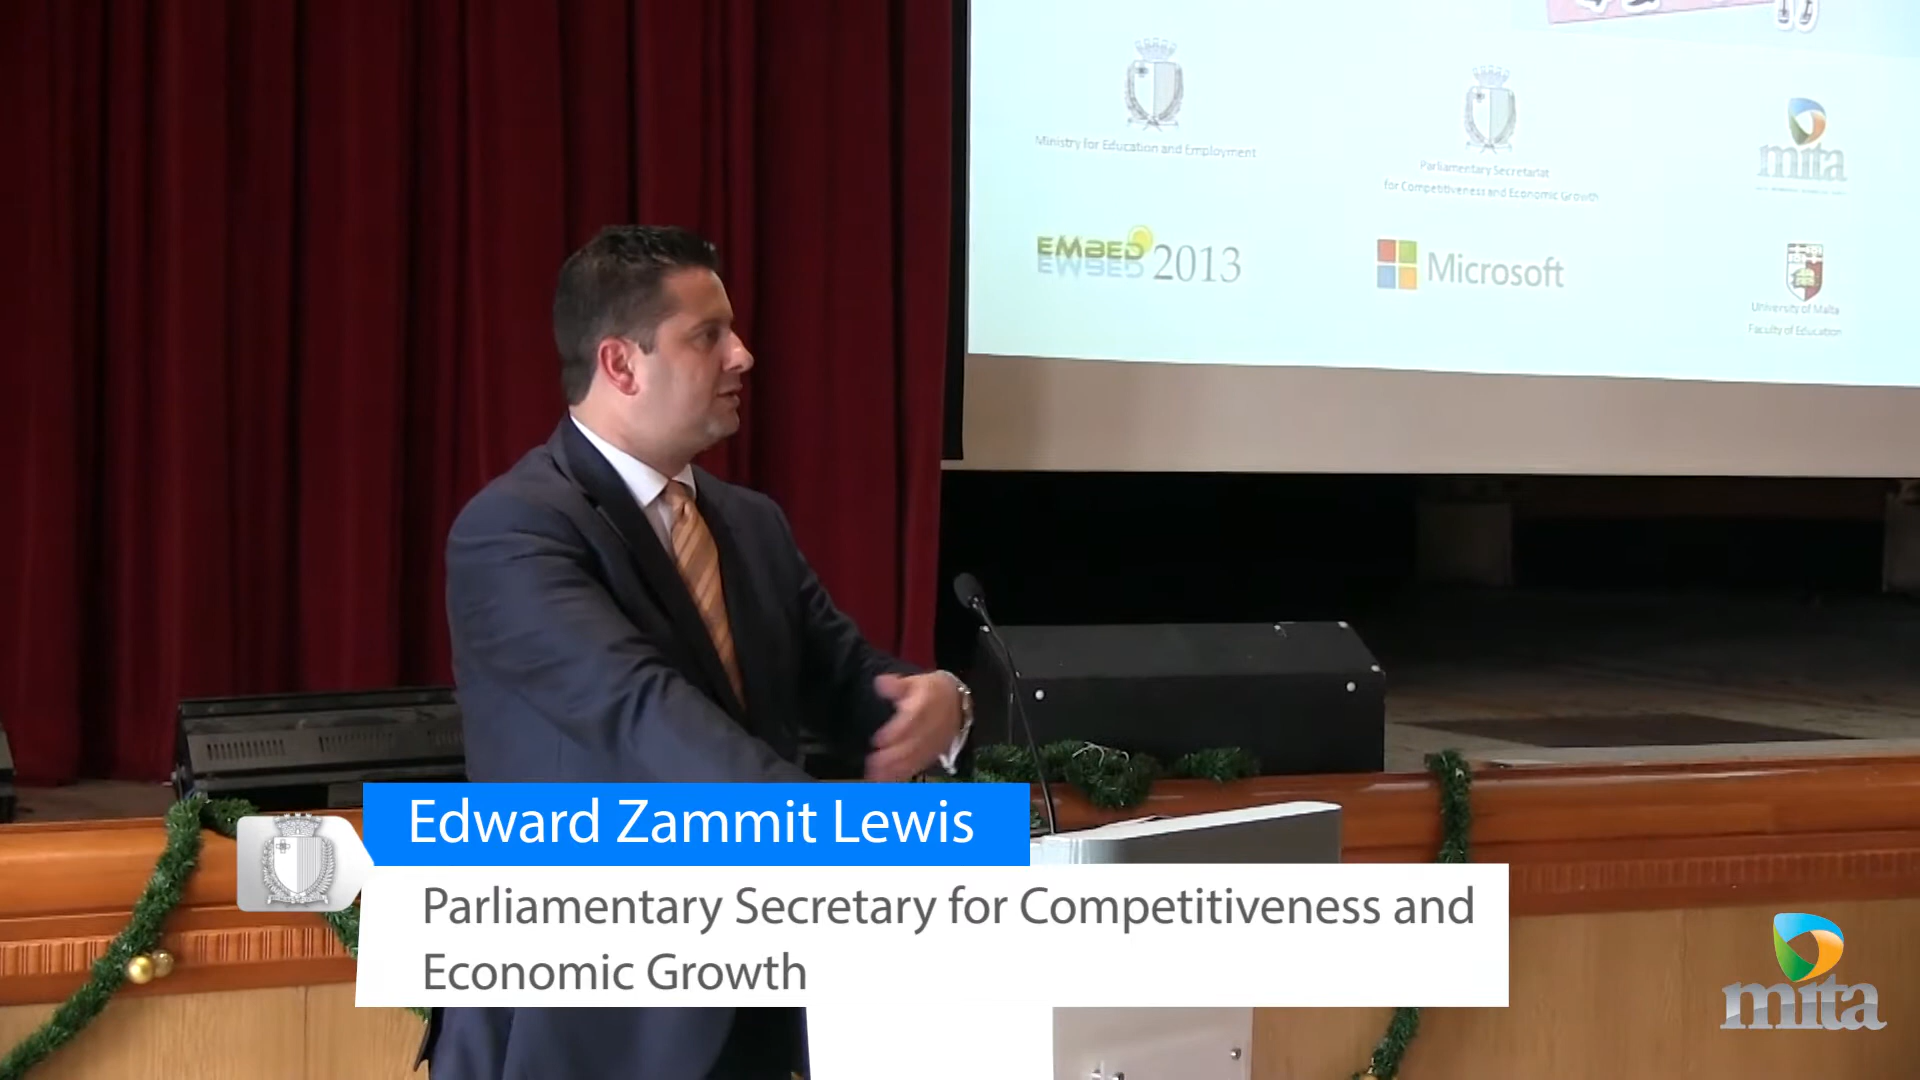 Ministry for Education and Employment
Parliamentary Secretariat
for Competitiveness and Economic Growth
mita
EMBED 2013
Microsoft
University of Malta
Faculty of Education
Edward Zammit Lewis
Parliamentary Secretary for Competitiveness and
Economic Growth
mita